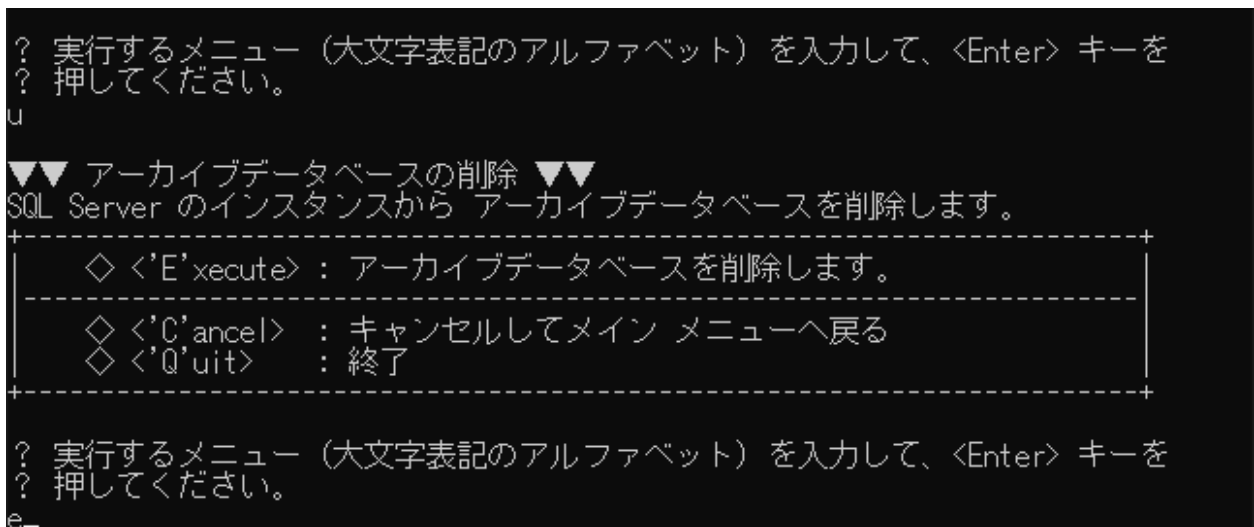 ? 実行するメニュー（大文字表記のアルファベット）を入力して、<Enter> キーを
? 押してください。
u
▼▼ アーカイブデータベースの削除 ▼▼
SQL Server のインスタンスから アーカイブデータベースを削除します。
◇ <'E'xecute> : アーカイブデータベースを削除します。
◇ <'C'ancel> : キャンセルしてメイン メニューへ戻る
◇ <'Q'uit> : 終了
? 実行するメニュー（大文字表記のアルファベット）を入力して、<Enter> キーを
? 押してください。
e_